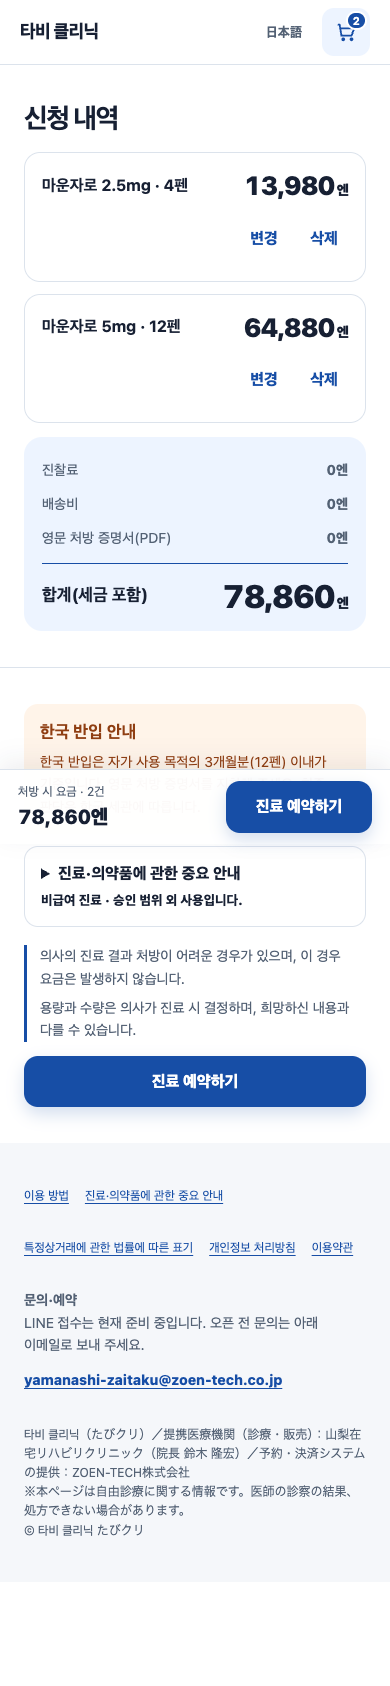 타비 클리닉
日本語
2
신청 내역
마운자로 2.5mg · 4펜
13,980엔
변경 삭제
마운자로 5mg · 12펜
64,880엔
변경 삭제
진찰료 0엔
배송비 0엔
영문 처방 증명서(PDF) 0엔
합계(세금 포함) 78,860엔
한국 반입 안내
한국 반입은 자가 사용 목적의 3개월분(12펜) 이내가
처방 시 요금 · 2건
78,860엔
진료 예약하기
▶ 진료·의약품에 관한 중요 안내
비급여 진료 · 승인 범위 외 사용입니다.
의사의 진료 결과 처방이 어려운 경우가 있으며, 이 경우
요금은 발생하지 않습니다.
용량과 수량은 의사가 진료 시 결정하며, 희망하신 내용과
다를 수 있습니다.
진료 예약하기
이용 방법 진료·의약품에 관한 중요 안내
특정상거래에 관한 법률에 따른 표기 개인정보 처리방침 이용약관
문의·예약
LINE 접수는 현재 준비 중입니다. 오픈 전 문의는 아래
이메일로 보내 주세요.
yamanashi-zaitaku@zoen-tech.co.jp
타비 클리닉（たびクリ）／提携医療機関（診療・販売）：山梨在
宅リハビリクリニック（院長 鈴木 隆宏）／予約・決済システム
の提供：ZOEN-TECH株式会社
※本ページは自由診療に関する情報です。医師の診察の結果、
処方できない場合があります。
© 타비 클리닉 たびクリ